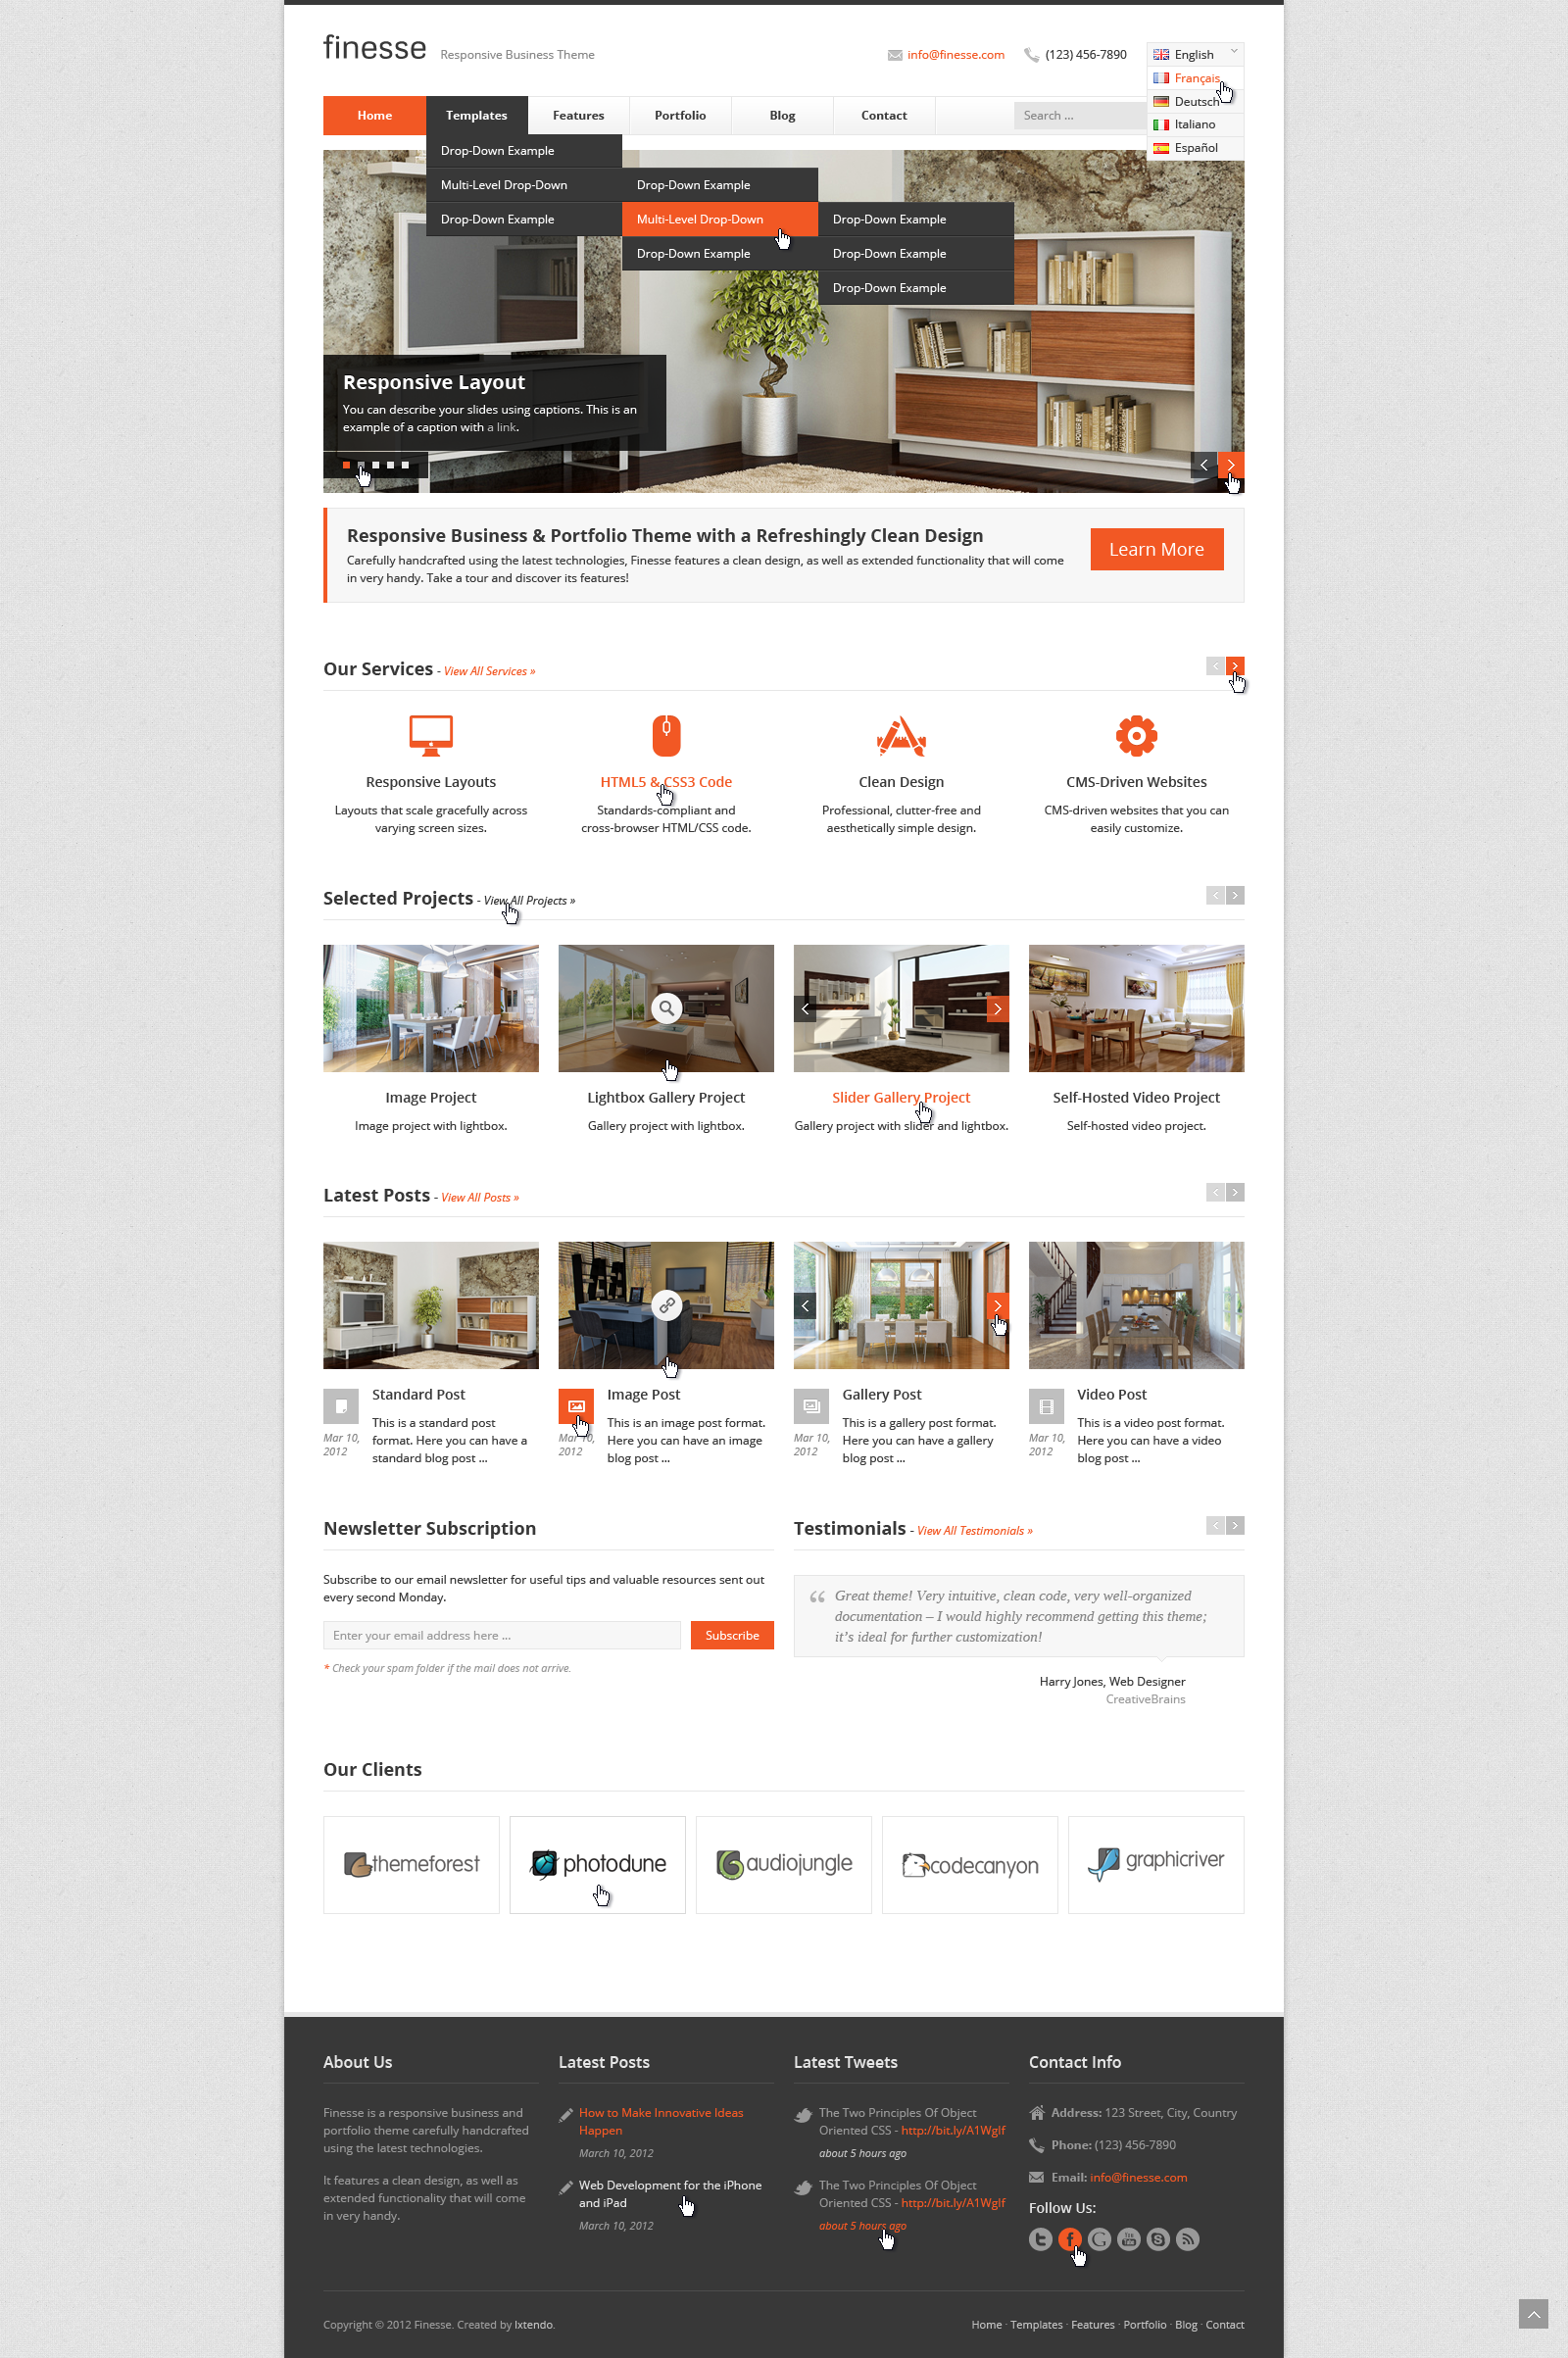 finesse Responsive Business Theme
info@finesse.com (123) 456-7890
English
Français
Deutsch
Italiano
Español
Home Templates Features Portfolio Blog Contact Search ...
Drop-Down Example
Multi-Level Drop-Down
Drop-Down Example
Drop-Down Example
Multi-Level Drop-Down
Drop-Down Example
Drop-Down Example
Drop-Down Example
Drop-Down Example
Responsive Layout
You can describe your slides using captions. This is an
example of a caption with a link.
Responsive Business & Portfolio Theme with a Refreshingly Clean Design
Carefully handcrafted using the latest technologies, Finesse features a clean design, as well as extended functionality that will come
in very handy. Take a tour and discover its features!
Learn More
Our Services - View All Services »
Responsive Layouts
Layouts that scale gracefully across
varying screen sizes.
HTML5 & CSS3 Code
Standards-compliant and
cross-browser HTML/CSS code.
Clean Design
Professional, clutter-free and
aesthetically simple design.
CMS-Driven Websites
CMS-driven websites that you can
easily customize.
Selected Projects - View All Projects »
Image Project
Image project with lightbox.
Lightbox Gallery Project
Gallery project with lightbox.
Slider Gallery Project
Gallery project with slider and lightbox.
Self-Hosted Video Project
Self-hosted video project.
Latest Posts - View All Posts »
Standard Post
This is a standard post
format. Here you can have a
standard blog post ...
Mar 10,
2012
Image Post
This is an image post format.
Here you can have an image
blog post ...
Mar 10,
2012
Gallery Post
This is a gallery post format.
Here you can have a gallery
blog post ...
Mar 10,
2012
Video Post
This is a video post format.
Here you can have a video
blog post ...
Mar 10,
2012
Newsletter Subscription
Subscribe to our email newsletter for useful tips and valuable resources sent out
every second Monday.
Enter your email address here ... Subscribe
* Check your spam folder if the mail does not arrive.
Testimonials - View All Testimonials »
“ Great theme! Very intuitive, clean code, very well-organized
documentation – I would highly recommend getting this theme;
it’s ideal for further customization!
Harry Jones, Web Designer
CreativeBrains
Our Clients
themeforest
photodune
audiojungle
codecanyon
graphicriver
About Us
Finesse is a responsive business and
portfolio theme carefully handcrafted
using the latest technologies.
It features a clean design, as well as
extended functionality that will come
in very handy.
Latest Posts
How to Make Innovative Ideas
Happen
March 10, 2012
Web Development for the iPhone
and iPad
March 10, 2012
Latest Tweets
The Two Principles Of Object
Oriented CSS - http://bit.ly/A1Wglf
about 5 hours ago
The Two Principles Of Object
Oriented CSS - http://bit.ly/A1Wglf
about 5 hours ago
Contact Info
Address: 123 Street, City, Country
Phone: (123) 456-7890
Email: info@finesse.com
Follow Us:
Copyright © 2012 Finesse. Created by Ixtendo.
Home · Templates · Features · Portfolio · Blog · Contact